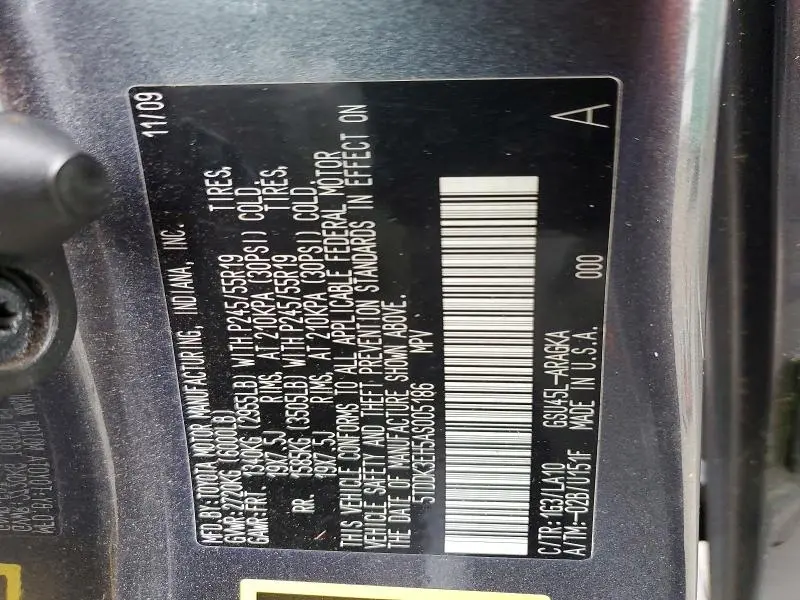 MFD.BY:TOYOTA MOTOR MANUFACTURING, INDIANA, INC. 11/09
GVWR:2720KG (6000LB)
GAWR-FRT. 1340KG (2955LB) WITH P245/55R19 TIRES,
19X7.5J RIMS, AT 210KPA (30PSI) COLD.
RR. 1585KG (3505LB) WITH P245/55R19 TIRES,
19X7.5J RIMS, AT 210KPA (30PSI) COLD.
THIS VEHICLE CONFORMS TO ALL APPLICABLE FEDERAL MOTOR
VEHICLE SAFETY AND THEFT PREVENTION STANDARDS IN EFFECT ON
THE DATE OF MANUFACTURE SHOWN ABOVE.
5TDDK3EH5AS005186 MPV
C/TR:1G3/LA10 GSU45L-ARAGKA
A/TM:-02B/U151F MADE IN U.S.A. 000 A